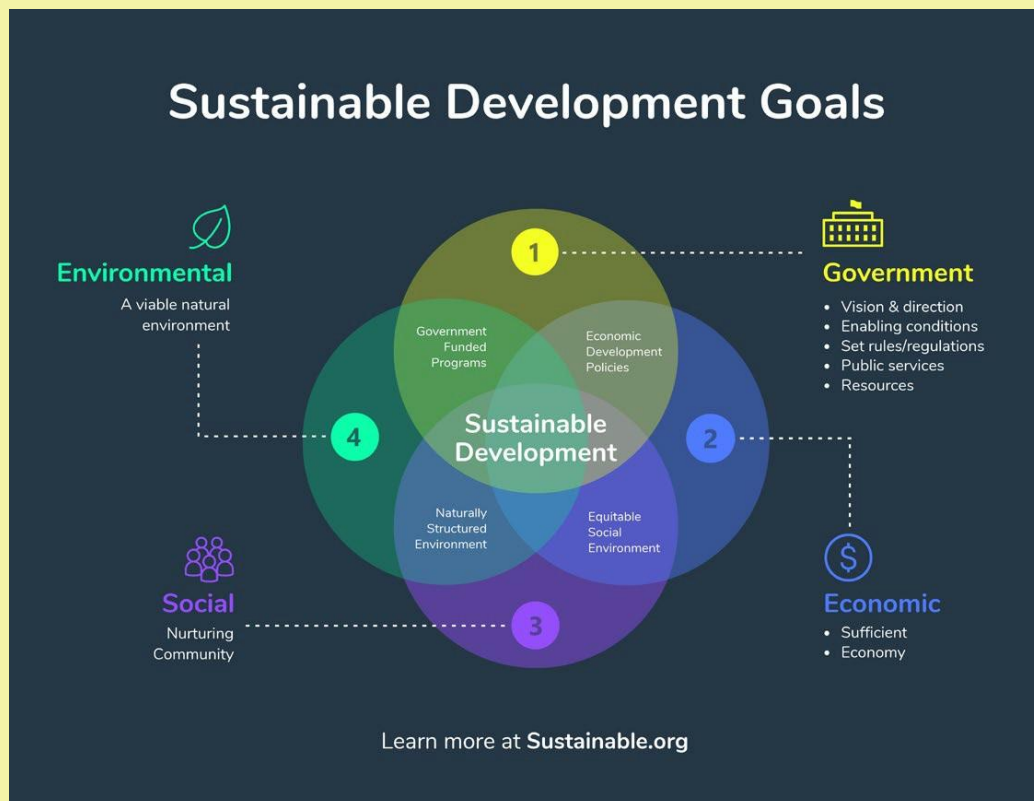 Sustainable Development Goals
Environmental
A viable natural
environment
1
Government
• Vision & direction
• Enabling conditions
• Set rules/regulations
• Public services
• Resources
Government
Funded
Programs
Economic
Development
Policies
4
Sustainable
Development
2
Naturally
Structured
Environment
Equitable
Social
Environment
Social
Nurturing
Community
3
$
Economic
• Sufficient
• Economy
Learn more at Sustainable.org